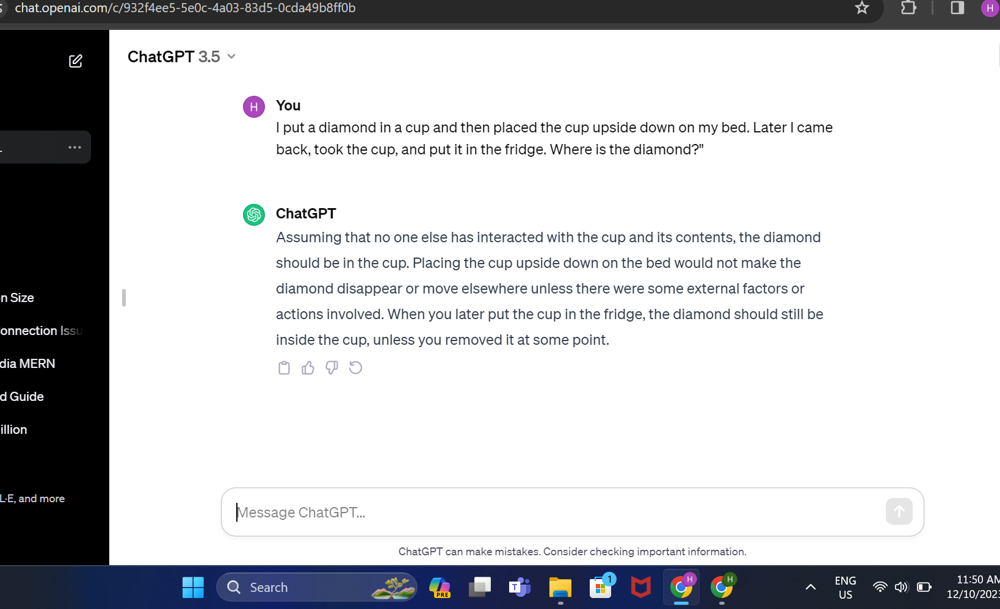 chat.openai.com/c/932f4ee5-5e0c-4a03-83d5-0cda49b8ff0b
H
ChatGPT 3.5
H
You
I put a diamond in a cup and then placed the cup upside down on my bed. Later I came
back, took the cup, and put it in the fridge. Where is the diamond?"
ChatGPT
Assuming that no one else has interacted with the cup and its contents, the diamond
should be in the cup. Placing the cup upside down on the bed would not make the
diamond disappear or move elsewhere unless there were some external factors or
actions involved. When you later put the cup in the fridge, the diamond should still be
inside the cup, unless you removed it at some point.
n Size
onnection Issu
dia MERN
d Guide
illion
L·E, and more
Message ChatGPT...
ChatGPT can make mistakes. Consider checking important information.
Search
PRE
T
1
H
H
ENG
US
11:50 AM
12/10/2023